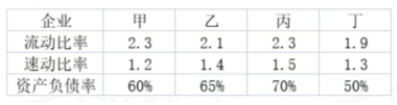 企业 甲 乙 丙 丁
流动比率 2.3 2.1 2.3 1.9
速动比率 1.2 1.4 1.5 1.3
资产负债率 60% 65% 70% 50%